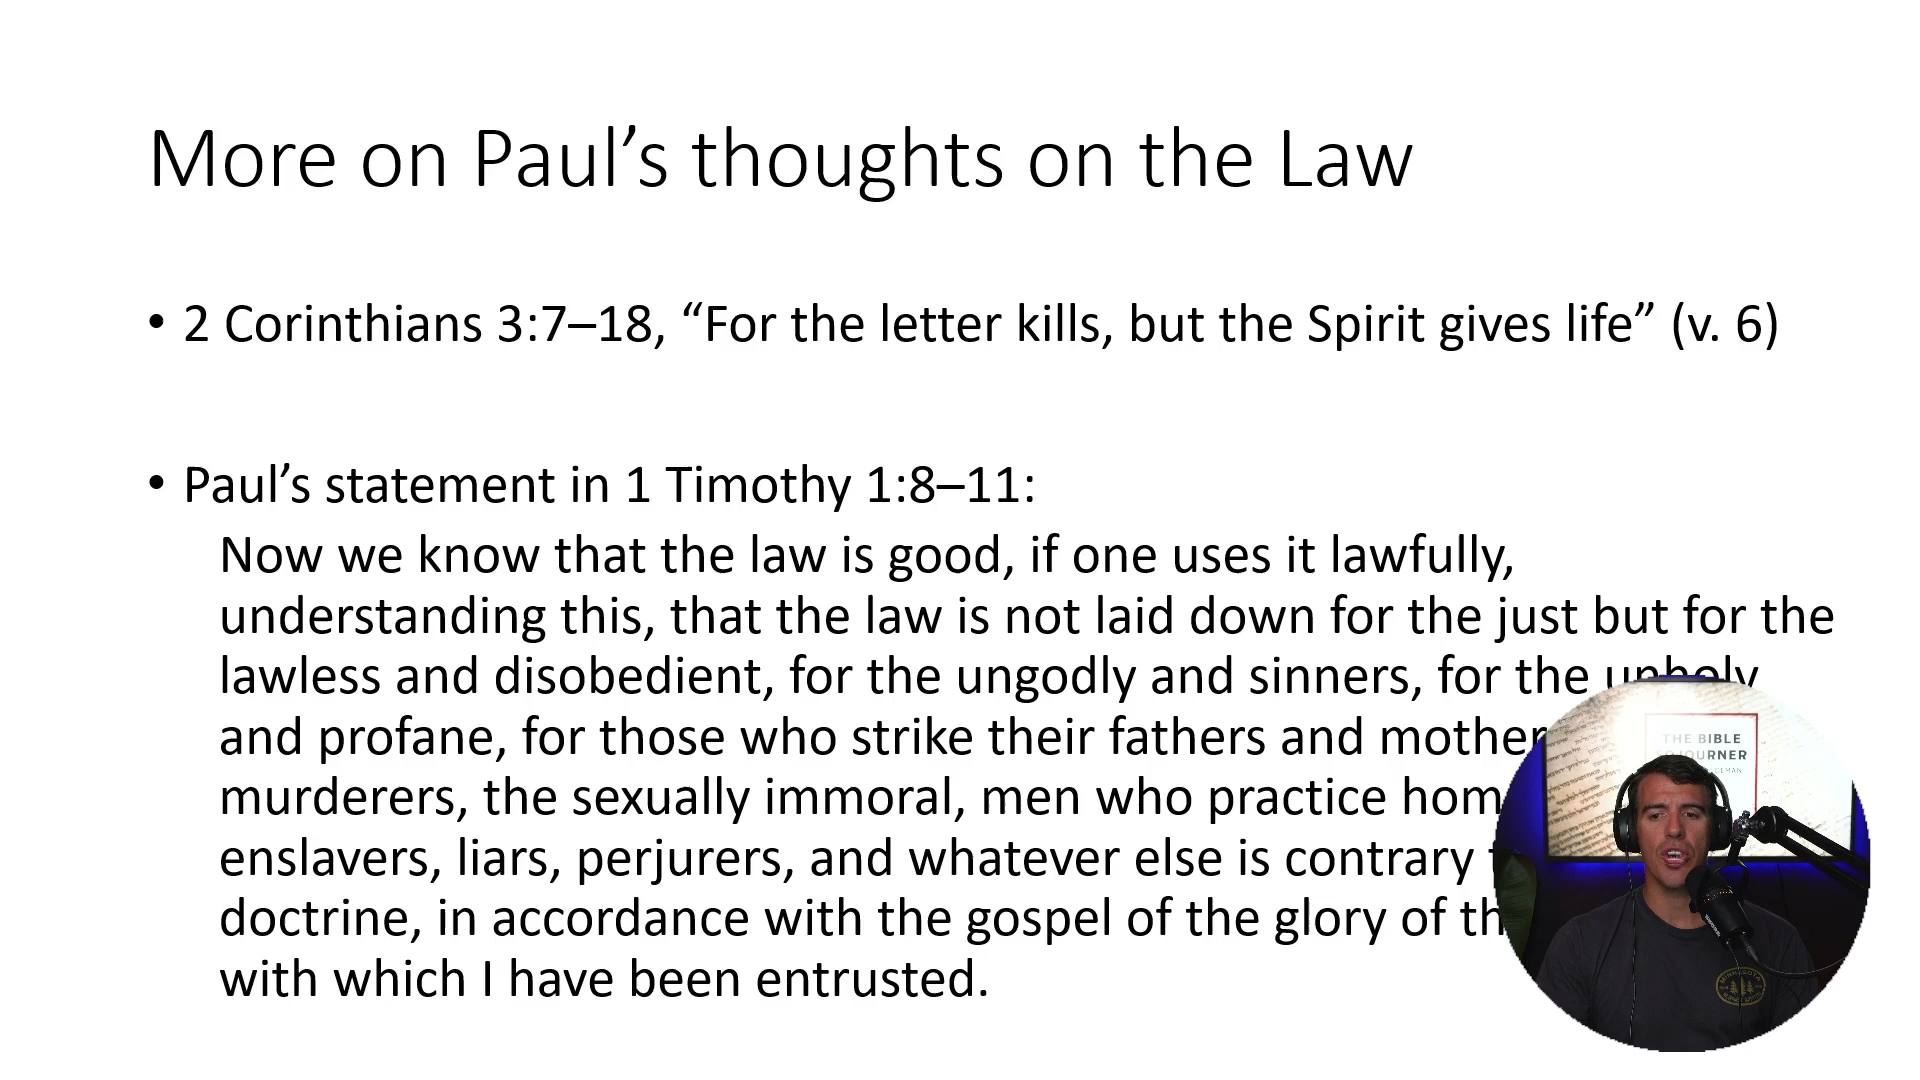 More on Paul’s thoughts on the Law
• 2 Corinthians 3:7–18, “For the letter kills, but the Spirit gives life” (v. 6)
• Paul’s statement in 1 Timothy 1:8–11:
Now we know that the law is good, if one uses it lawfully,
understanding this, that the law is not laid down for the just but for the
lawless and disobedient, for the ungodly and sinners, for the unholy
and profane, for those who strike their fathers and
murderers, the sexually immoral, men who practice
enslavers, liars, perjurers, and whatever else is contrary
doctrine, in accordance with the gospel of the glory of
with which I have been entrusted.
THE BIBLE
MINNESOTA